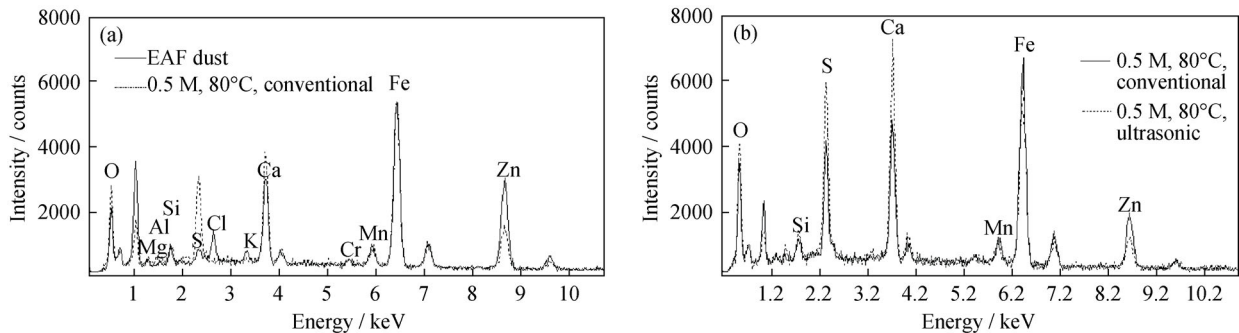 8000
6000
4000
2000
Intensity / counts
(a)
EAF dust
0.5 M, 80°C, conventional
O
Mg
Al
Si
S
Cl
K
Ca
Cr
Mn
Fe
Zn
1 2 3 4 5 6 7 8 9 10
Energy / keV
8000
6000
4000
2000
Intensity / counts
(b)
0.5 M, 80°C,
conventional
0.5 M, 80°C,
ultrasonic
O
Si
S
Ca
Mn
Fe
Zn
1.2 2.2 3.2 4.2 5.2 6.2 7.2 8.2 9.2 10.2
Energy / keV